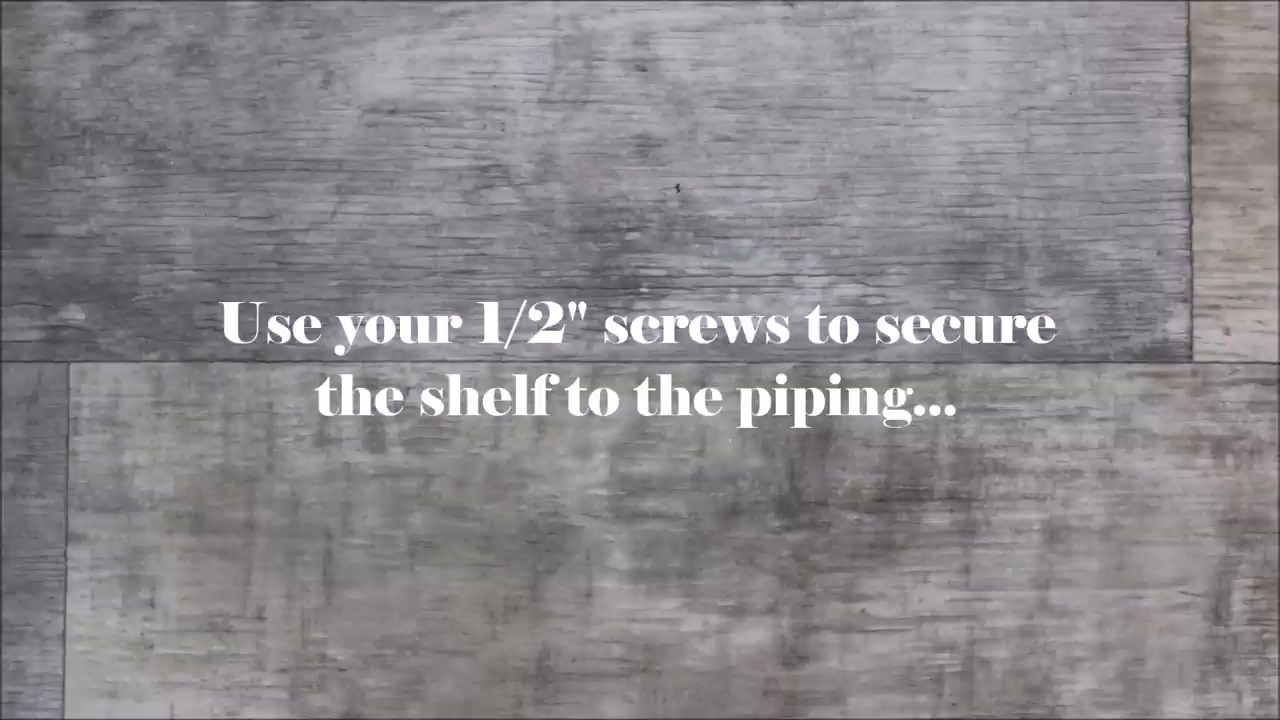 Use your 1/2" screws to secure
the shelf to the piping...